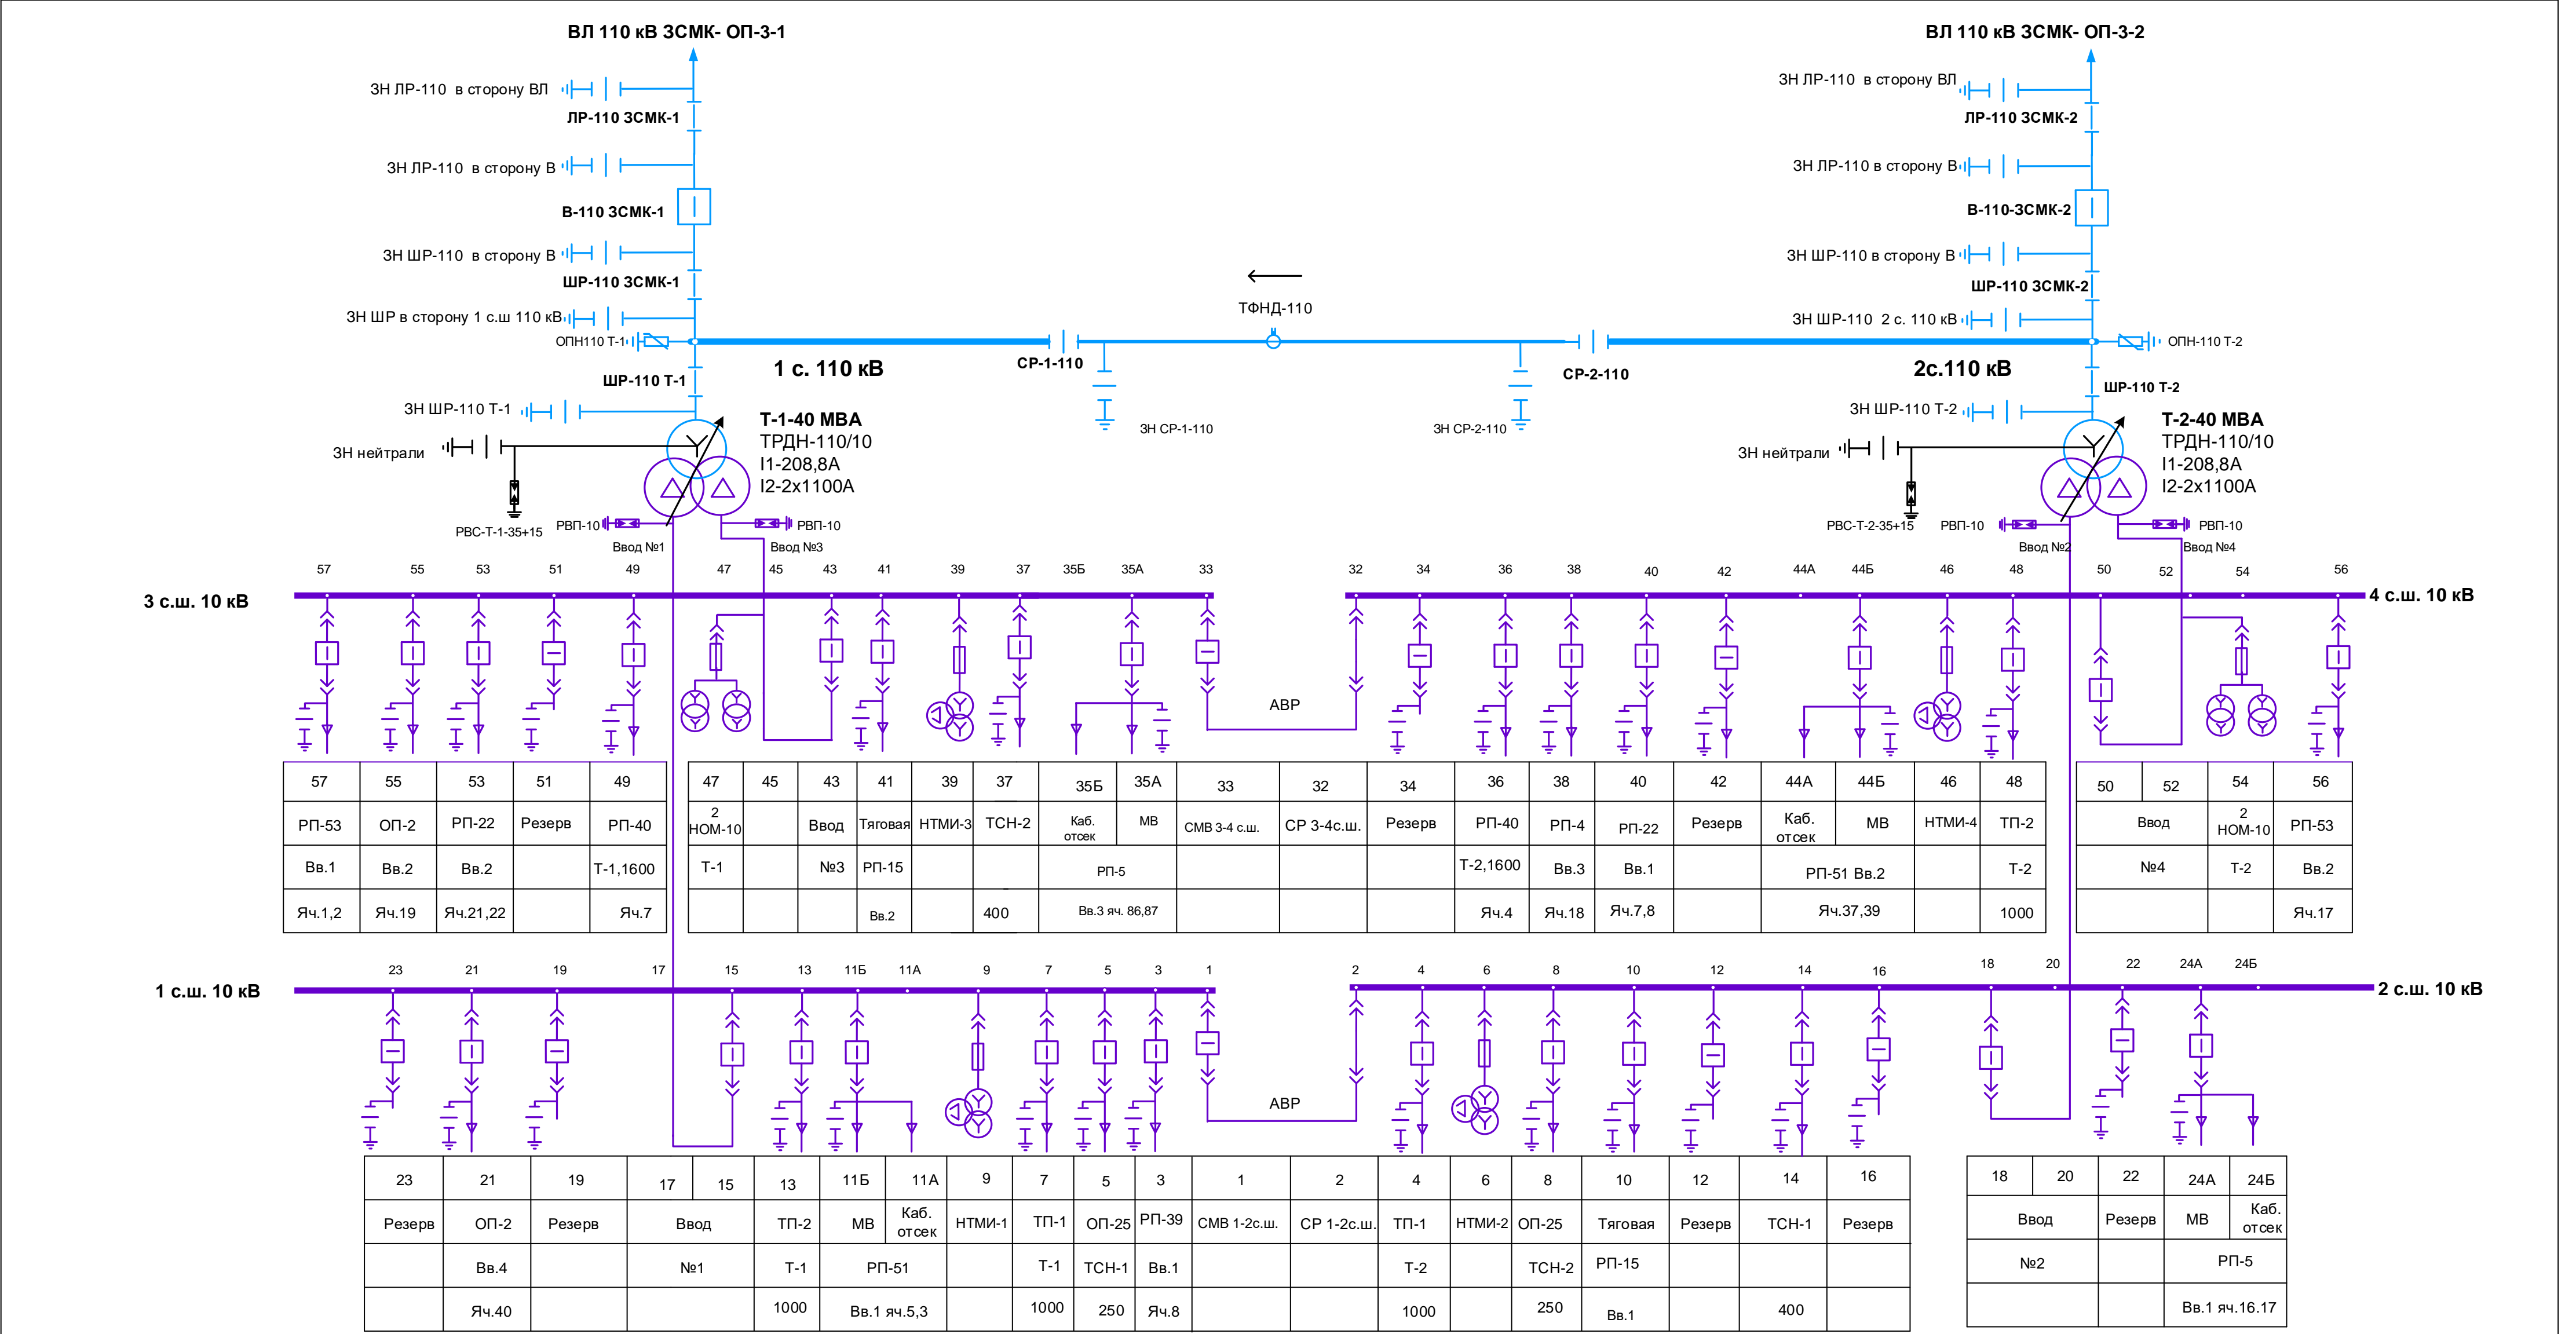 ВЛ 110 кВ ЗСМК- ОП-3-1
ВЛ 110 кВ ЗСМК- ОП-3-2
ЗН ЛР-110  в сторону ВЛ
ЛР-110 ЗСМК-1
ЗН ЛР-110  в сторону В
В-110 ЗСМК-1
ЗН ШР-110  в сторону В
ШР-110 ЗСМК-1
ЗН ШР в сторону 1 с.ш 110 кВ
ОПН110 Т-1
ШР-110 Т-1
ЗН ШР-110 Т-1
ЗН нейтрали
РВС-Т-1-35+15
РВП-10
РВП-10
Ввод №1
Ввод №3
1 с. 110 кВ
Т-1-40 МВА
ТРДН-110/10
I1-208,8А
I2-2х1100А
СР-1-110
ЗН СР-1-110
ТФНД-110
СР-2-110
ЗН СР-2-110
ЗН ЛР-110  в сторону ВЛ
ЛР-110 ЗСМК-2
ЗН ЛР-110 в сторону В
В-110-ЗСМК-2
ЗН ШР-110 в сторону В
ШР-110 ЗСМК-2
ЗН ШР-110  2 с. 110 кВ
ОПН-110 Т-2
2с.110 кВ
ШР-110 Т-2
ЗН ШР-110 Т-2
ЗН нейтрали
РВС-Т-2-35+15
Т-2-40 МВА
ТРДН-110/10
I1-208,8А
I2-2х1100А
РВП-10
РВП-10
Ввод №2
Ввод №4
57 55 53 51 49 47 45 43 41 39 37 35Б 35А 33 32 34 36 38 40 42 44А 44Б 46 48 50 52 54 56
3 с.ш. 10 кВ
4 с.ш. 10 кВ
АВР
57 55 53 51 49 47 45 43 41 39 37 35Б 35А 33 32 34 36 38 40 42 44А 44Б 46 48 50 52 54 56
РП-53 ОП-2 РП-22 Резерв РП-40 2 НОМ-10 Ввод Тяговая НТМИ-3 ТСН-2 Каб. отсек МВ СМВ 3-4 с.ш. СР 3-4с.ш. Резерв РП-40 РП-4 РП-22 Резерв Каб. отсек МВ НТМИ-4 ТП-2 Ввод 2 НОМ-10 РП-53
Вв.1 Вв.2 Вв.2 Т-1,1600 Т-1 №3 РП-15 РП-5 Т-2,1600 Вв.3 Вв.1 РП-51 Вв.2 Т-2 №4 Т-2 Вв.2
Яч.1,2 Яч.19 Яч.21,22 Яч.7 Вв.2 400 Вв.3 яч. 86,87 Яч.4 Яч.18 Яч.7,8 Яч.37,39 1000 Яч.17
23 21 19 17 15 13 11Б 11А 9 7 5 3 1 2 4 6 8 10 12 14 16 18 20 22 24А 24Б
1 с.ш. 10 кВ
2 с.ш. 10 кВ
АВР
23 21 19 17 15 13 11Б 11А 9 7 5 3 1 2 4 6 8 10 12 14 16 18 20 22 24А 24Б
Резерв ОП-2 Резерв Ввод ТП-2 МВ Каб. отсек НТМИ-1 ТП-1 ОП-25 РП-39 СМВ 1-2с.ш. СР 1-2с.ш. ТП-1 НТМИ-2 ОП-25 Тяговая Резерв ТСН-1 Резерв Ввод Резерв МВ Каб. отсек
Вв.4 №1 Т-1 РП-51 Т-1 ТСН-1 Вв.1 Т-2 ТСН-2 РП-15 №2 РП-5
Яч.40 1000 Вв.1 яч.5,3 1000 250 Яч.8 1000 250 Вв.1 400 Вв.1 яч.16.17